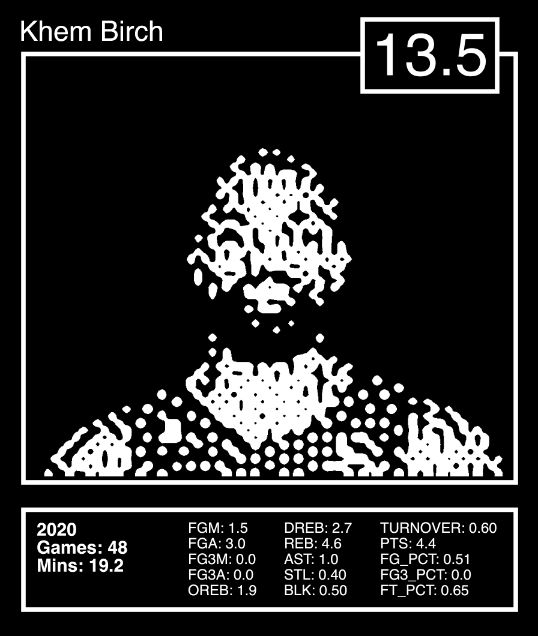 Khem Birch
13.5
2020
Games: 48
Mins: 19.2
FGM: 1.5
FGA: 3.0
FG3M: 0.0
FG3A: 0.0
OREB: 1.9
DREB: 2.7
REB: 4.6
AST: 1.0
STL: 0.40
BLK: 0.50
TURNOVER: 0.60
PTS: 4.4
FG_PCT: 0.51
FG3_PCT: 0.0
FT_PCT: 0.65